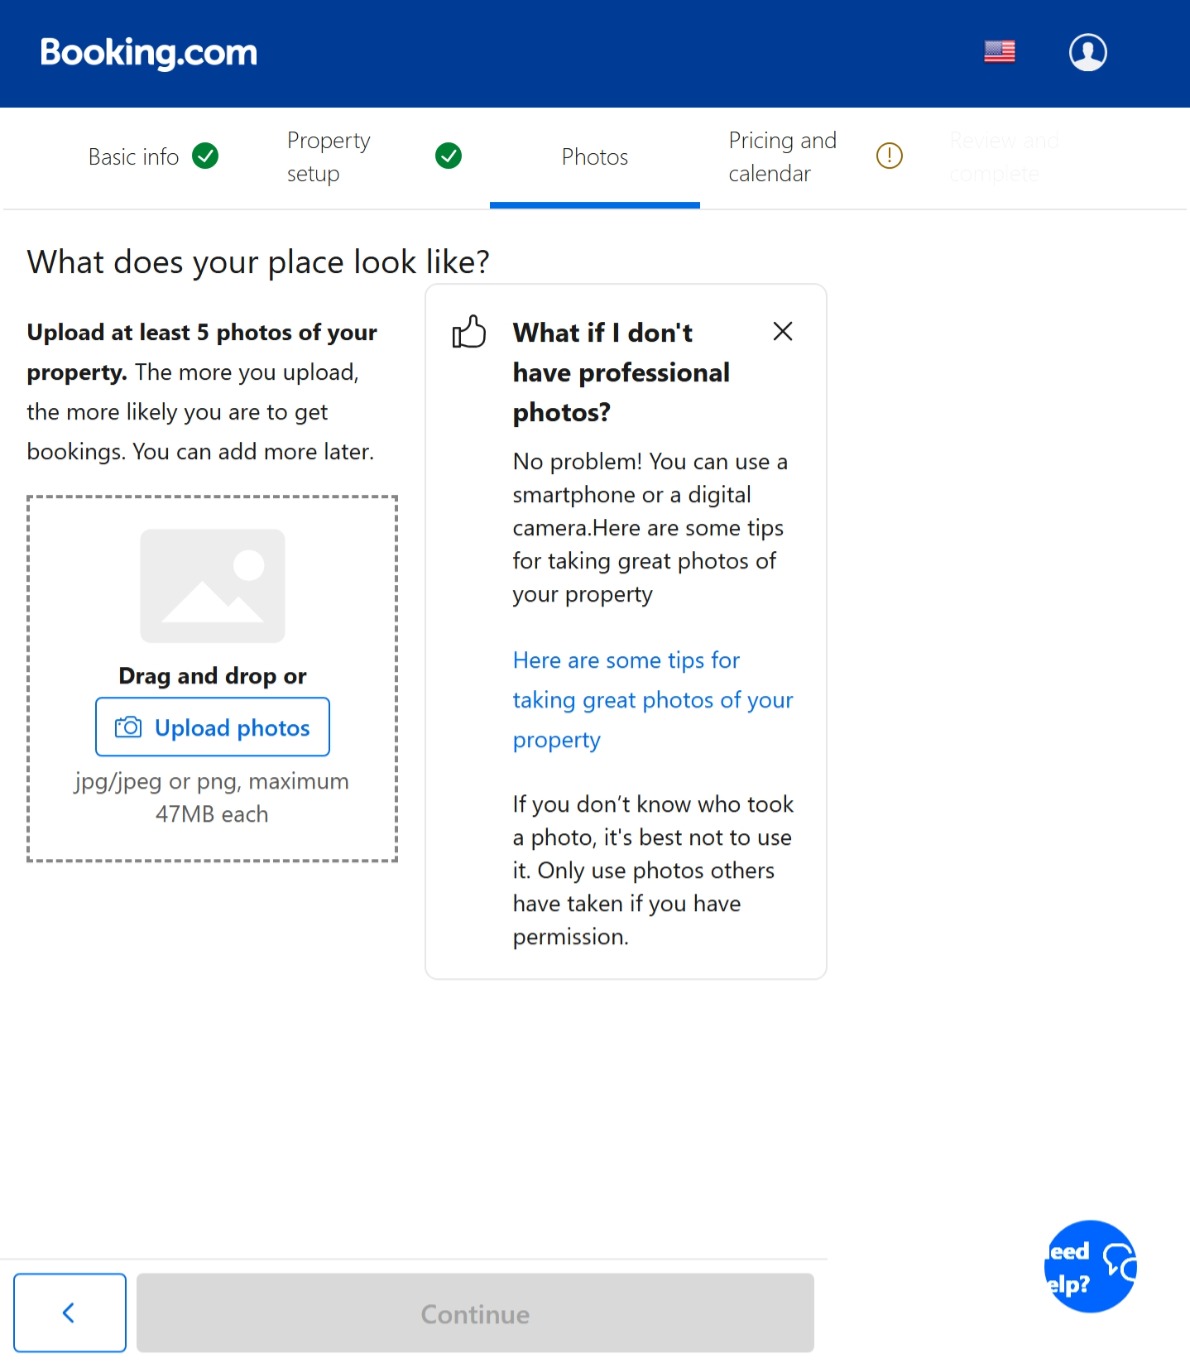 Booking.com
Basic info
Property
setup
Photos
Pricing and
calendar
Review and
complete
What does your place look like?
Upload at least 5 photos of your
property. The more you upload,
the more likely you are to get
bookings. You can add more later.
Drag and drop or
Upload photos
jpg/jpeg or png, maximum
47MB each
What if I don't
have professional
photos?
No problem! You can use a
smartphone or a digital
camera.Here are some tips
for taking great photos of
your property
Here are some tips for
taking great photos of your
property
If you don’t know who took
a photo, it's best not to use
it. Only use photos others
have taken if you have
permission.
eed
elp?
Continue